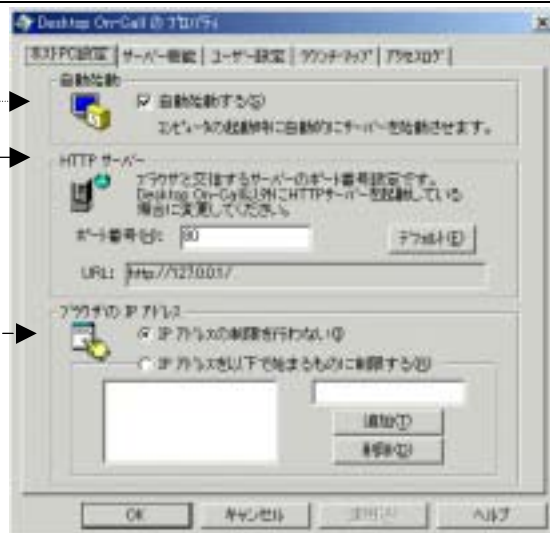 Desktop On-Call の プロパティ
ホストPC設定 サーバー機能 ユーザー設定 ラウンチ・マップ アクセスログ
自動始動
自動始動する(S)
コンピュータの起動時に自動的にサーバーを始動させます。
HTTP サーバー
ブラウザと交信するサーバーのポート番号設定です。
Desktop On-Call以外にHTTPサーバーを起動している
場合に変更してください。
ポート番号(H): 80 デフォルト(E)
URL: http://127.0.0.1/
ブラウザの IP アドレス
IP アドレスの制限を行わない(I)
IP アドレスを以下で始まるものに制限する(R)
追加(T)
削除(D)
OK キャンセル 適用(A) ヘルプ